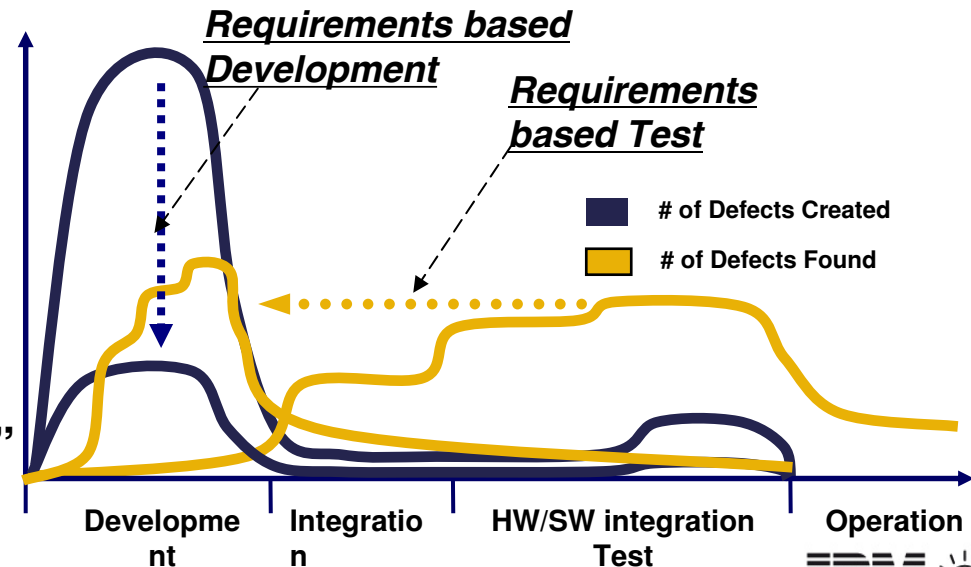 Requirements based
Development
Requirements
based Test
# of Defects Created
# of Defects Found
”
Developme
nt
Integratio
n
HW/SW integration
Test
Operation